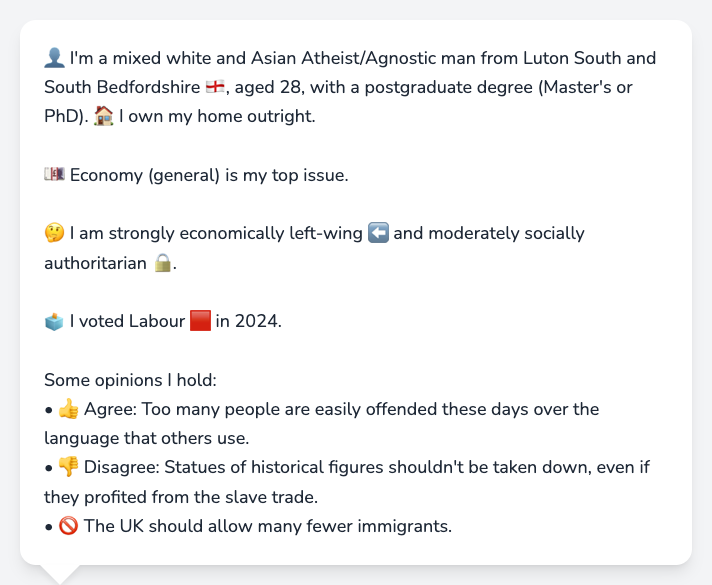 👤 I'm a mixed white and Asian Atheist/Agnostic man from Luton South and
South Bedfordshire 🏴󠁧󠁢󠁥󠁮󠁧󠁿, aged 28, with a postgraduate degree (Master's or
PhD). 🏠 I own my home outright.
💷 Economy (general) is my top issue.
🤔 I am strongly economically left-wing ⬅️ and moderately socially
authoritarian 🔒.
🗳️ I voted Labour 🟥 in 2024.
Some opinions I hold:
• 👍 Agree: Too many people are easily offended these days over the
language that others use.
• 👎 Disagree: Statues of historical figures shouldn't be taken down, even if
they profited from the slave trade.
• 🚫 The UK should allow many fewer immigrants.